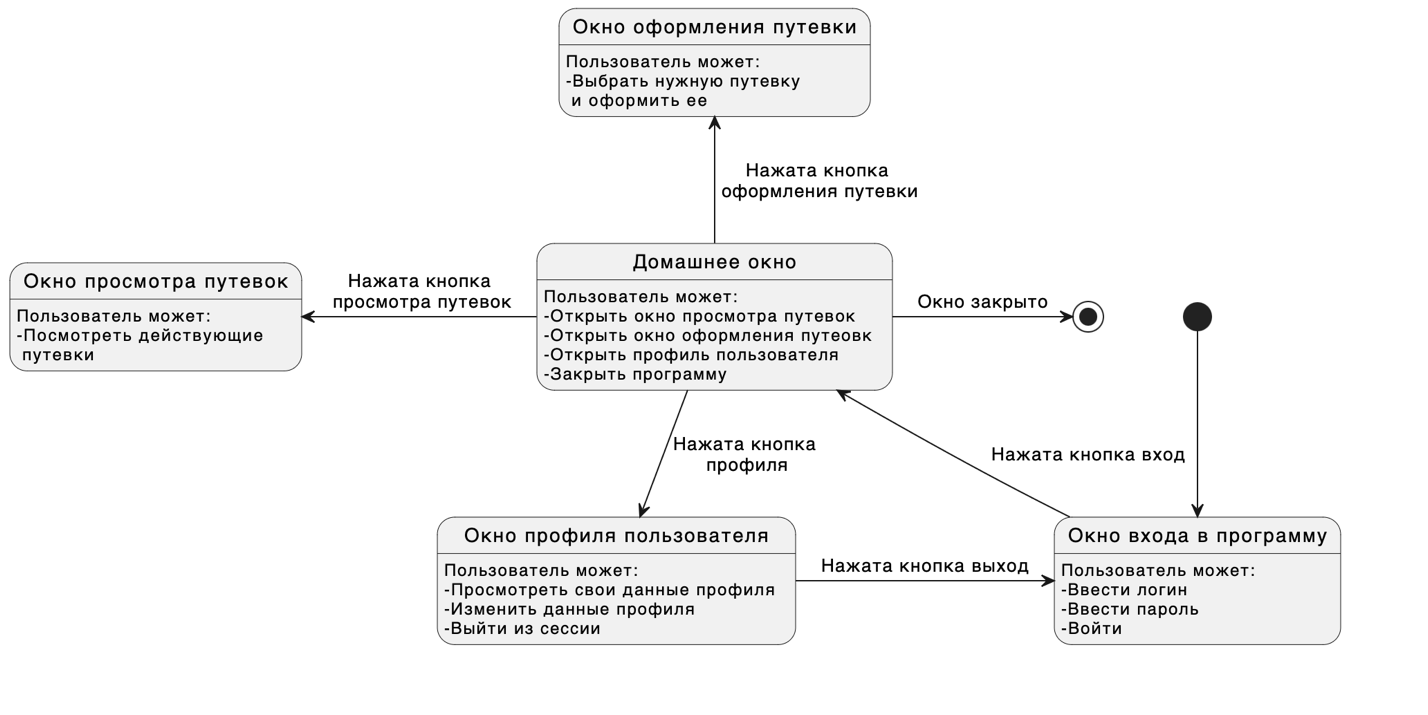 Окно оформления путевки
Пользователь может:
-Выбрать нужную путевку
и оформить ее
Нажата кнопка
оформления путевки
Окно просмотра путевок
Пользователь может:
-Посмотреть действующие
путевки
Нажата кнопка
просмотра путевок
Домашнее окно
Пользователь может:
-Открыть окно просмотра путевок
-Открыть окно оформления путеовк
-Открыть профиль пользователя
-Закрыть программу
Окно закрыто
Нажата кнопка
профиля
Нажата кнопка вход
Окно профиля пользователя
Пользователь может:
-Просмотреть свои данные профиля
-Изменить данные профиля
-Выйти из сессии
Нажата кнопка выход
Окно входа в программу
Пользователь может:
-Ввести логин
-Ввести пароль
-Войти